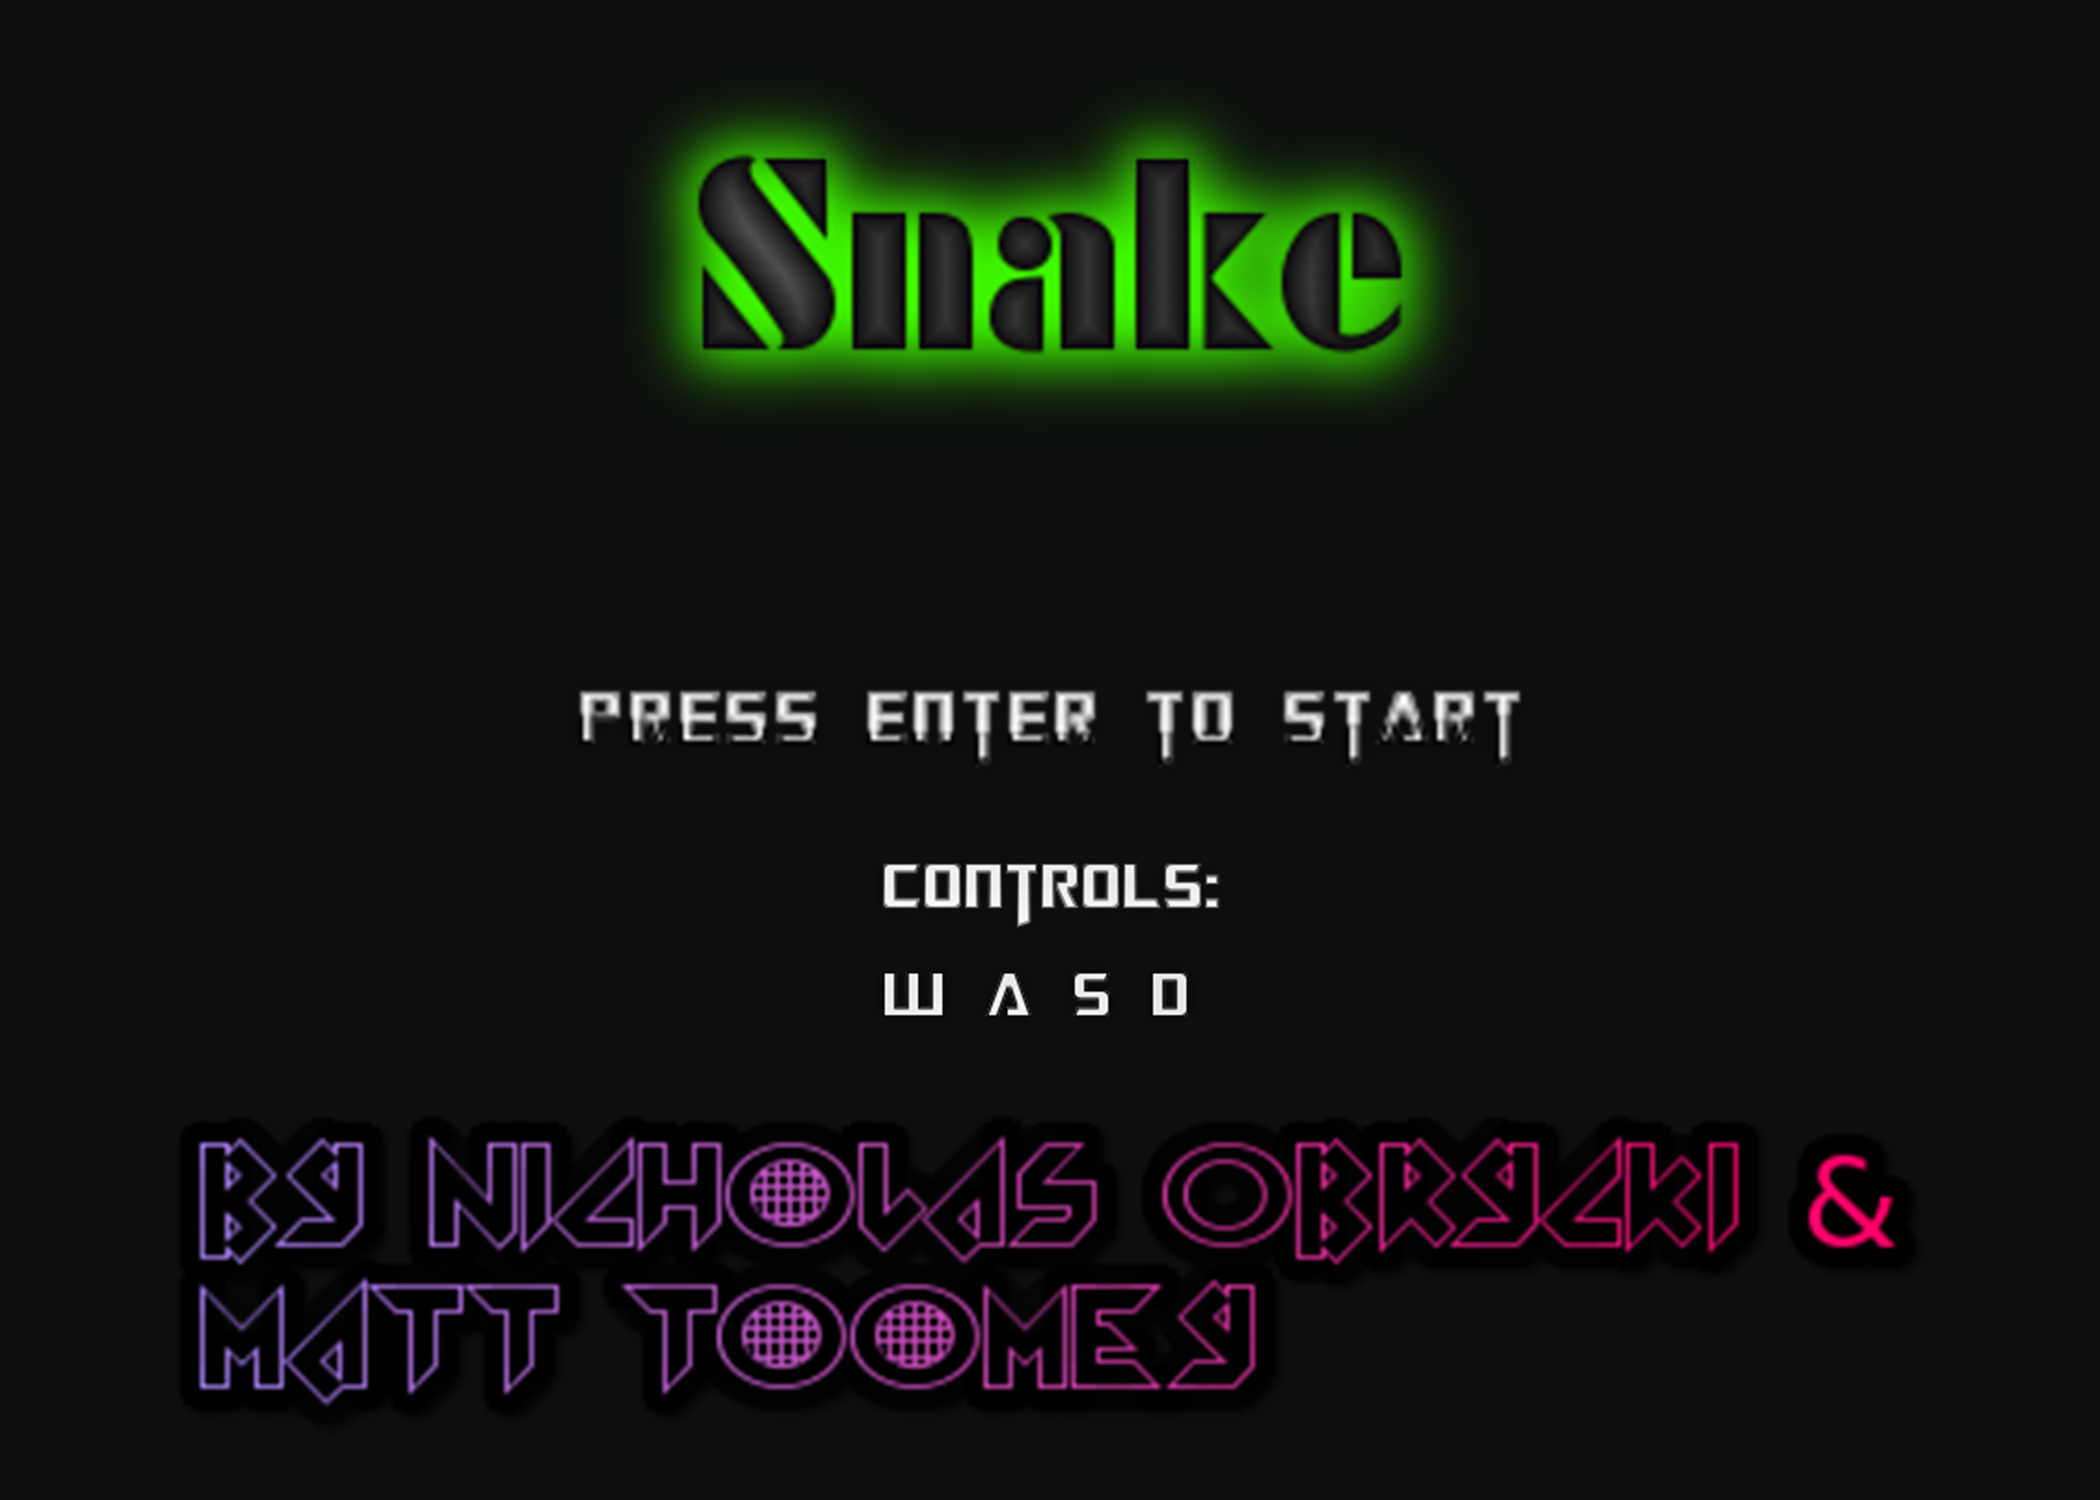 Snake
PRESS ENTER TO START
CONTROLS:
W A S D
BY NICHOLAS OBRYCKI &
MATT TOOMEY